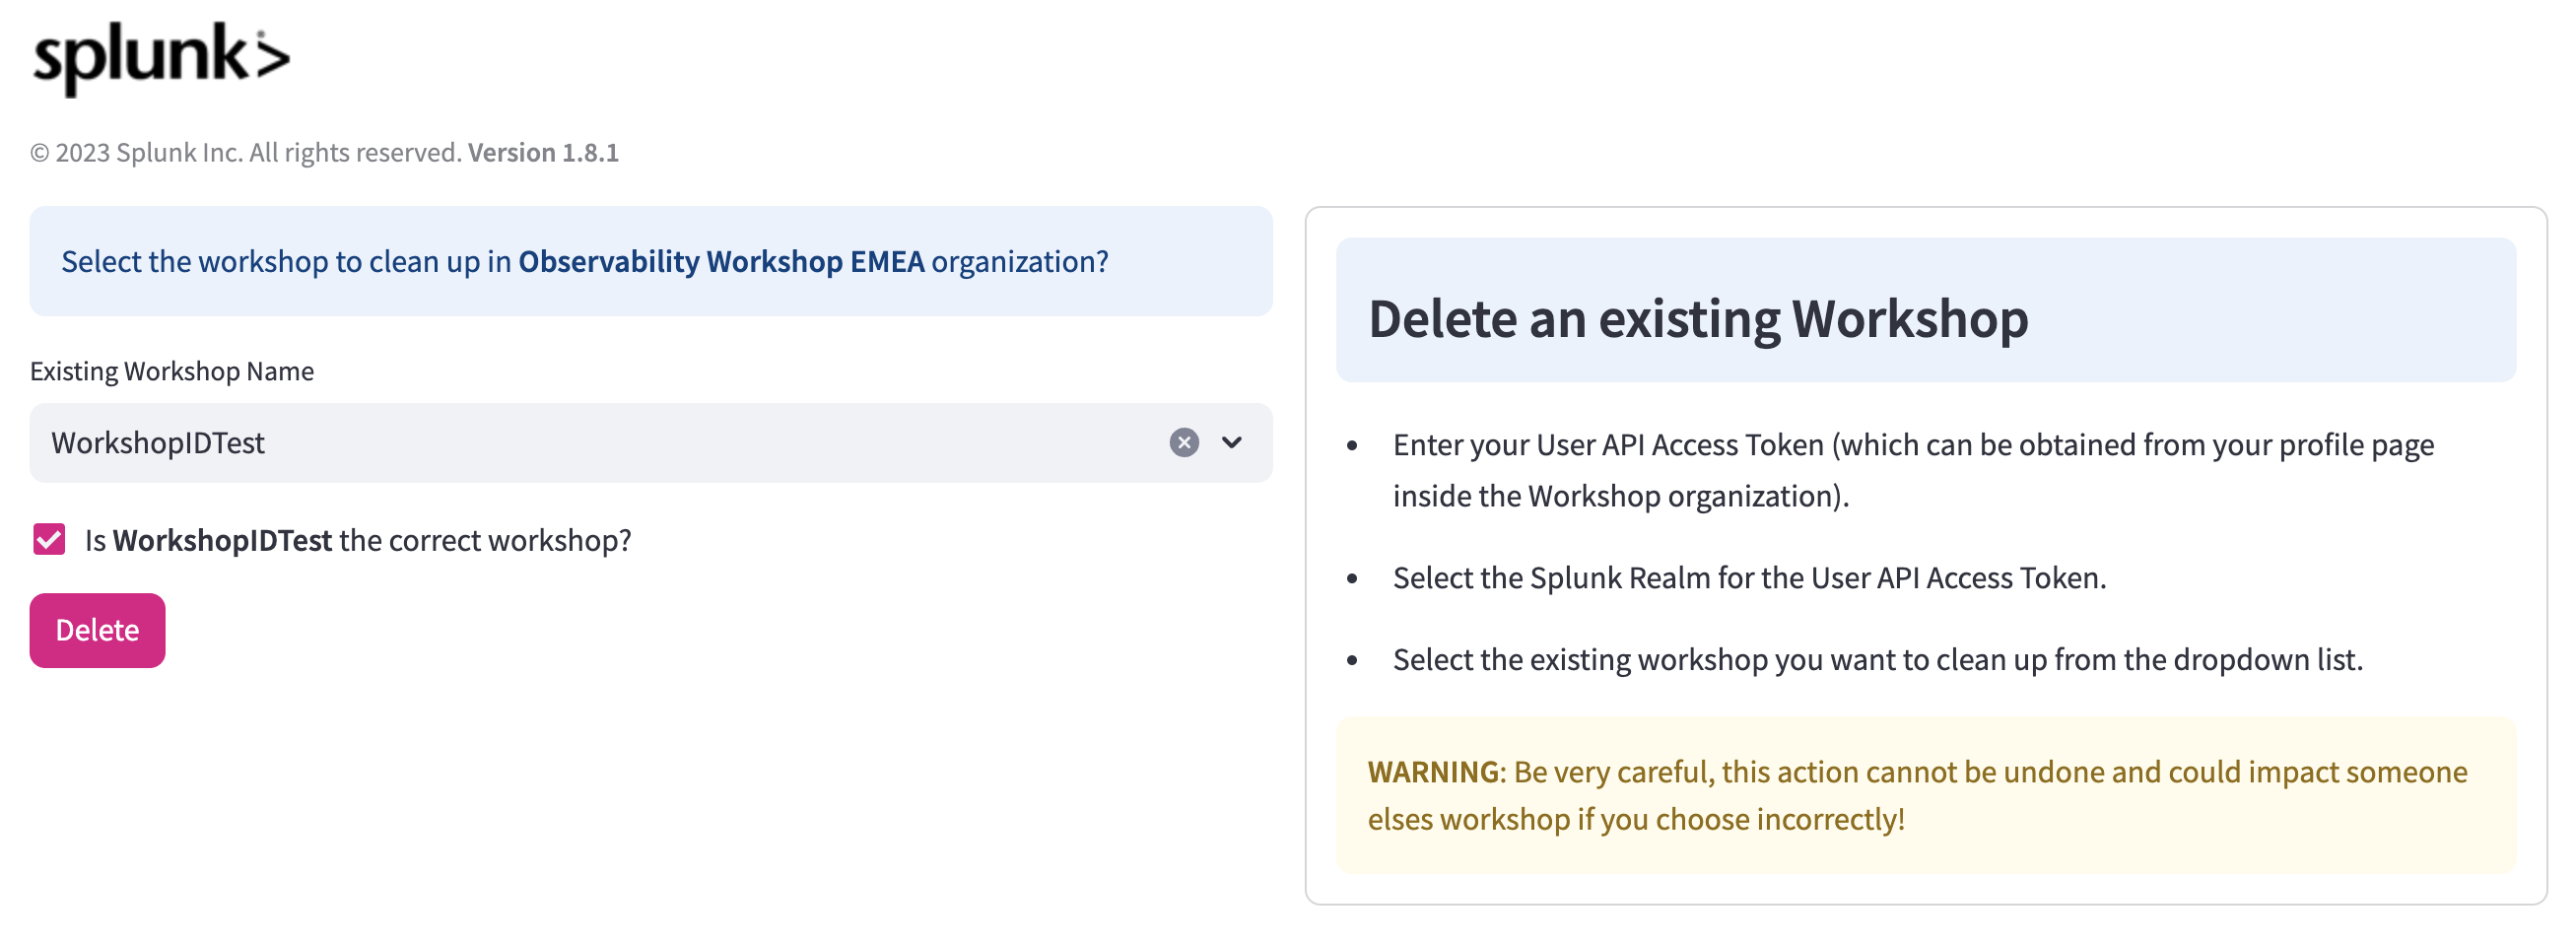 splunk>
© 2023 Splunk Inc. All rights reserved. Version 1.8.1
Select the workshop to clean up in Observability Workshop EMEA organization?
Existing Workshop Name
WorkshopIDTest
Is WorkshopIDTest the correct workshop?
Delete
Delete an existing Workshop
• Enter your User API Access Token (which can be obtained from your profile page
inside the Workshop organization).
• Select the Splunk Realm for the User API Access Token.
• Select the existing workshop you want to clean up from the dropdown list.
WARNING: Be very careful, this action cannot be undone and could impact someone
elses workshop if you choose incorrectly!